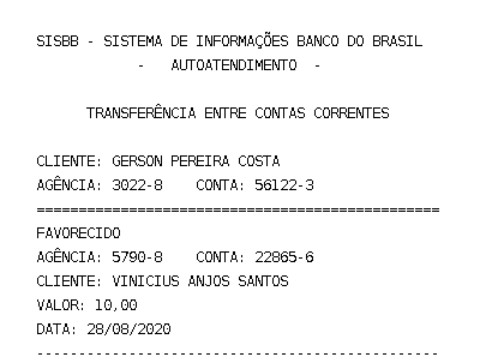 SISBB - SISTEMA DE INFORMAÇÕES BANCO DO BRASIL
- AUTOATENDIMENTO -
TRANSFERÊNCIA ENTRE CONTAS CORRENTES
CLIENTE: GERSON PEREIRA COSTA
AGÊNCIA: 3022-8 CONTA: 56122-3
================================================
FAVORECIDO
AGÊNCIA: 5790-8 CONTA: 22865-6
CLIENTE: VINICIUS ANJOS SANTOS
VALOR: 10,00
DATA: 28/08/2020
------------------------------------------------